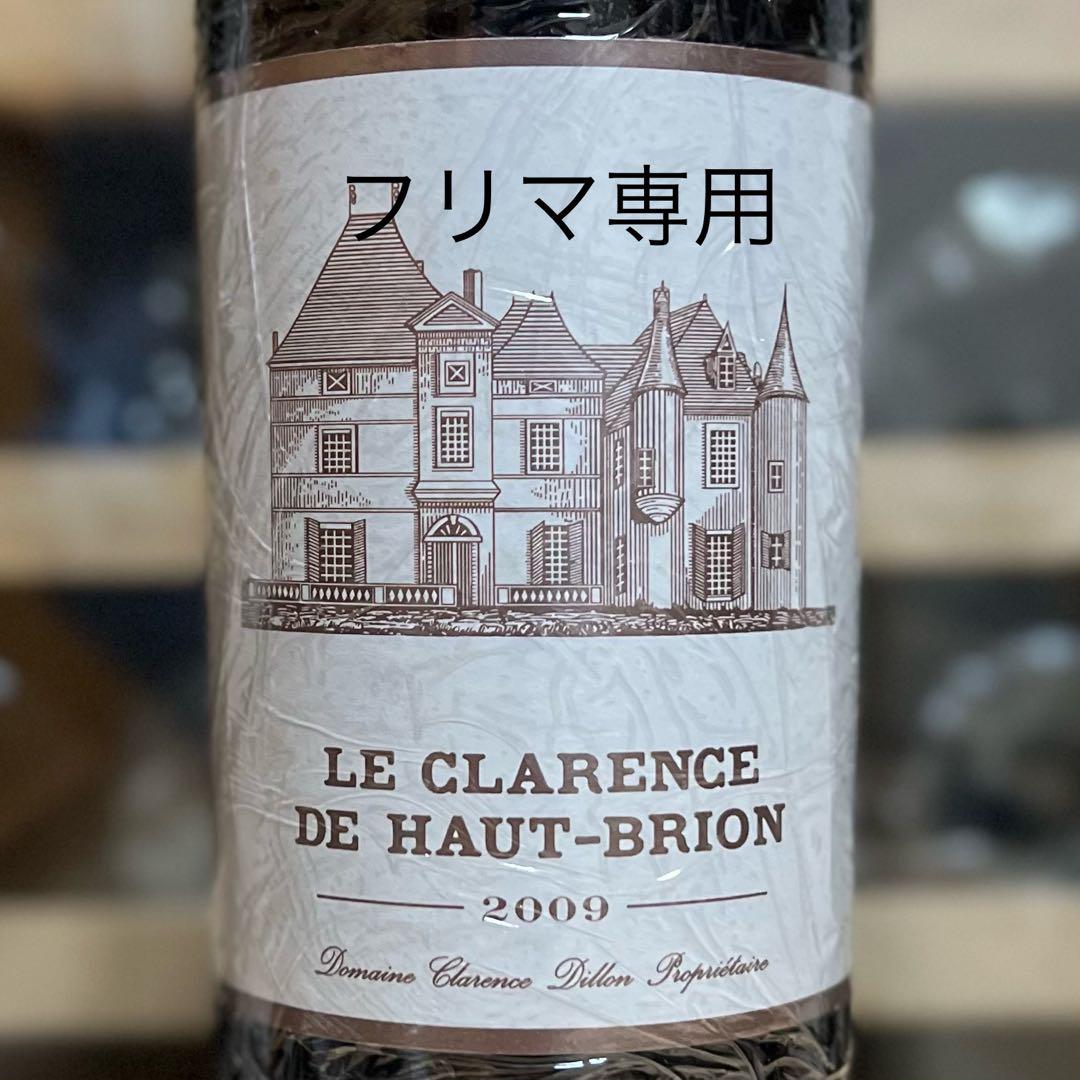 フリマ専用
LE CLARENCE
DE HAUT-BRION
2009
Domaine Clarence Dillon Propriétaire